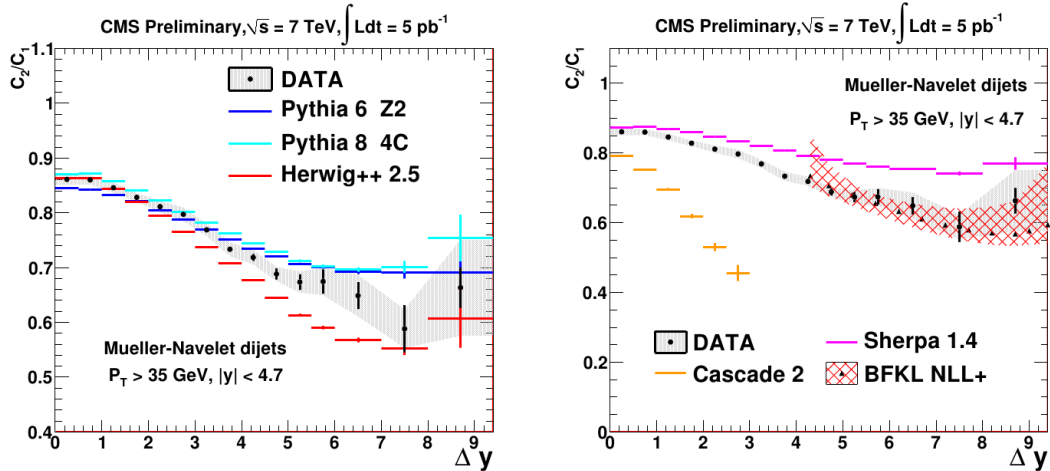 CMS Preliminary,√s = 7 TeV,∫Ldt = 5 pb⁻¹
C₂/C₁
1.1
1
0.9
0.8
0.7
0.6
0.5
0.4
DATA
Pythia 6 Z2
Pythia 8 4C
Herwig++ 2.5
Mueller-Navelet dijets
P_T > 35 GeV, |y| < 4.7
0 1 2 3 4 5 6 7 8 9
Δ y
CMS Preliminary,√s = 7 TeV,∫Ldt = 5 pb⁻¹
C₂/C₁
1
0.8
0.6
0.4
0.2
0
Mueller-Navelet dijets
P_T > 35 GeV, |y| < 4.7
DATA
Sherpa 1.4
Cascade 2
BFKL NLL+
0 1 2 3 4 5 6 7 8 9
Δ y